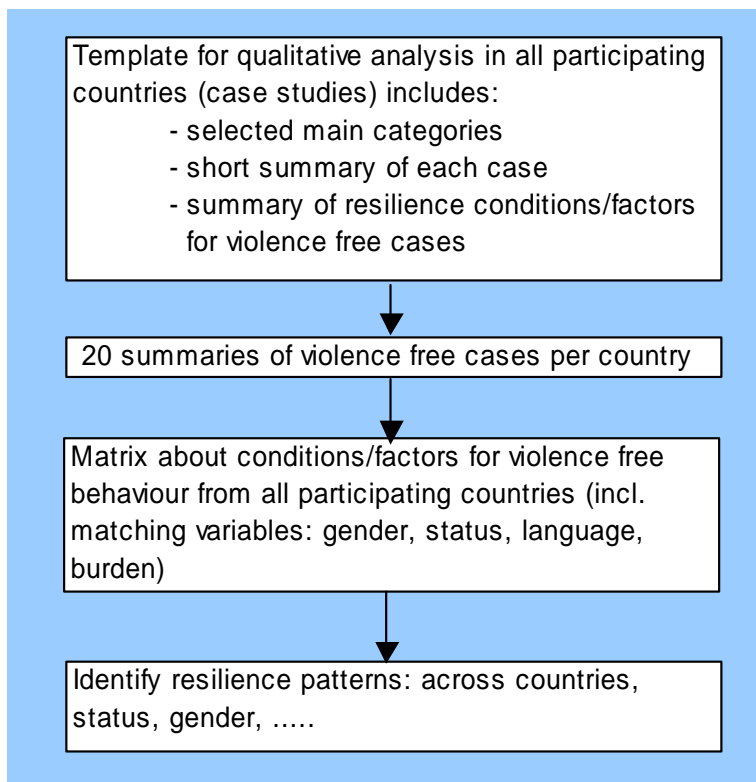 Template for qualitative analysis in all participating
countries (case studies) includes:
- selected main categories
- short summary of each case
- summary of resilience conditions/factors
for violence free cases
20 summaries of violence free cases per country
Matrix about conditions/factors for violence free
behaviour from all participating countries (incl.
matching variables: gender, status, language,
burden)
Identify resilience patterns: across countries,
status, gender, .....